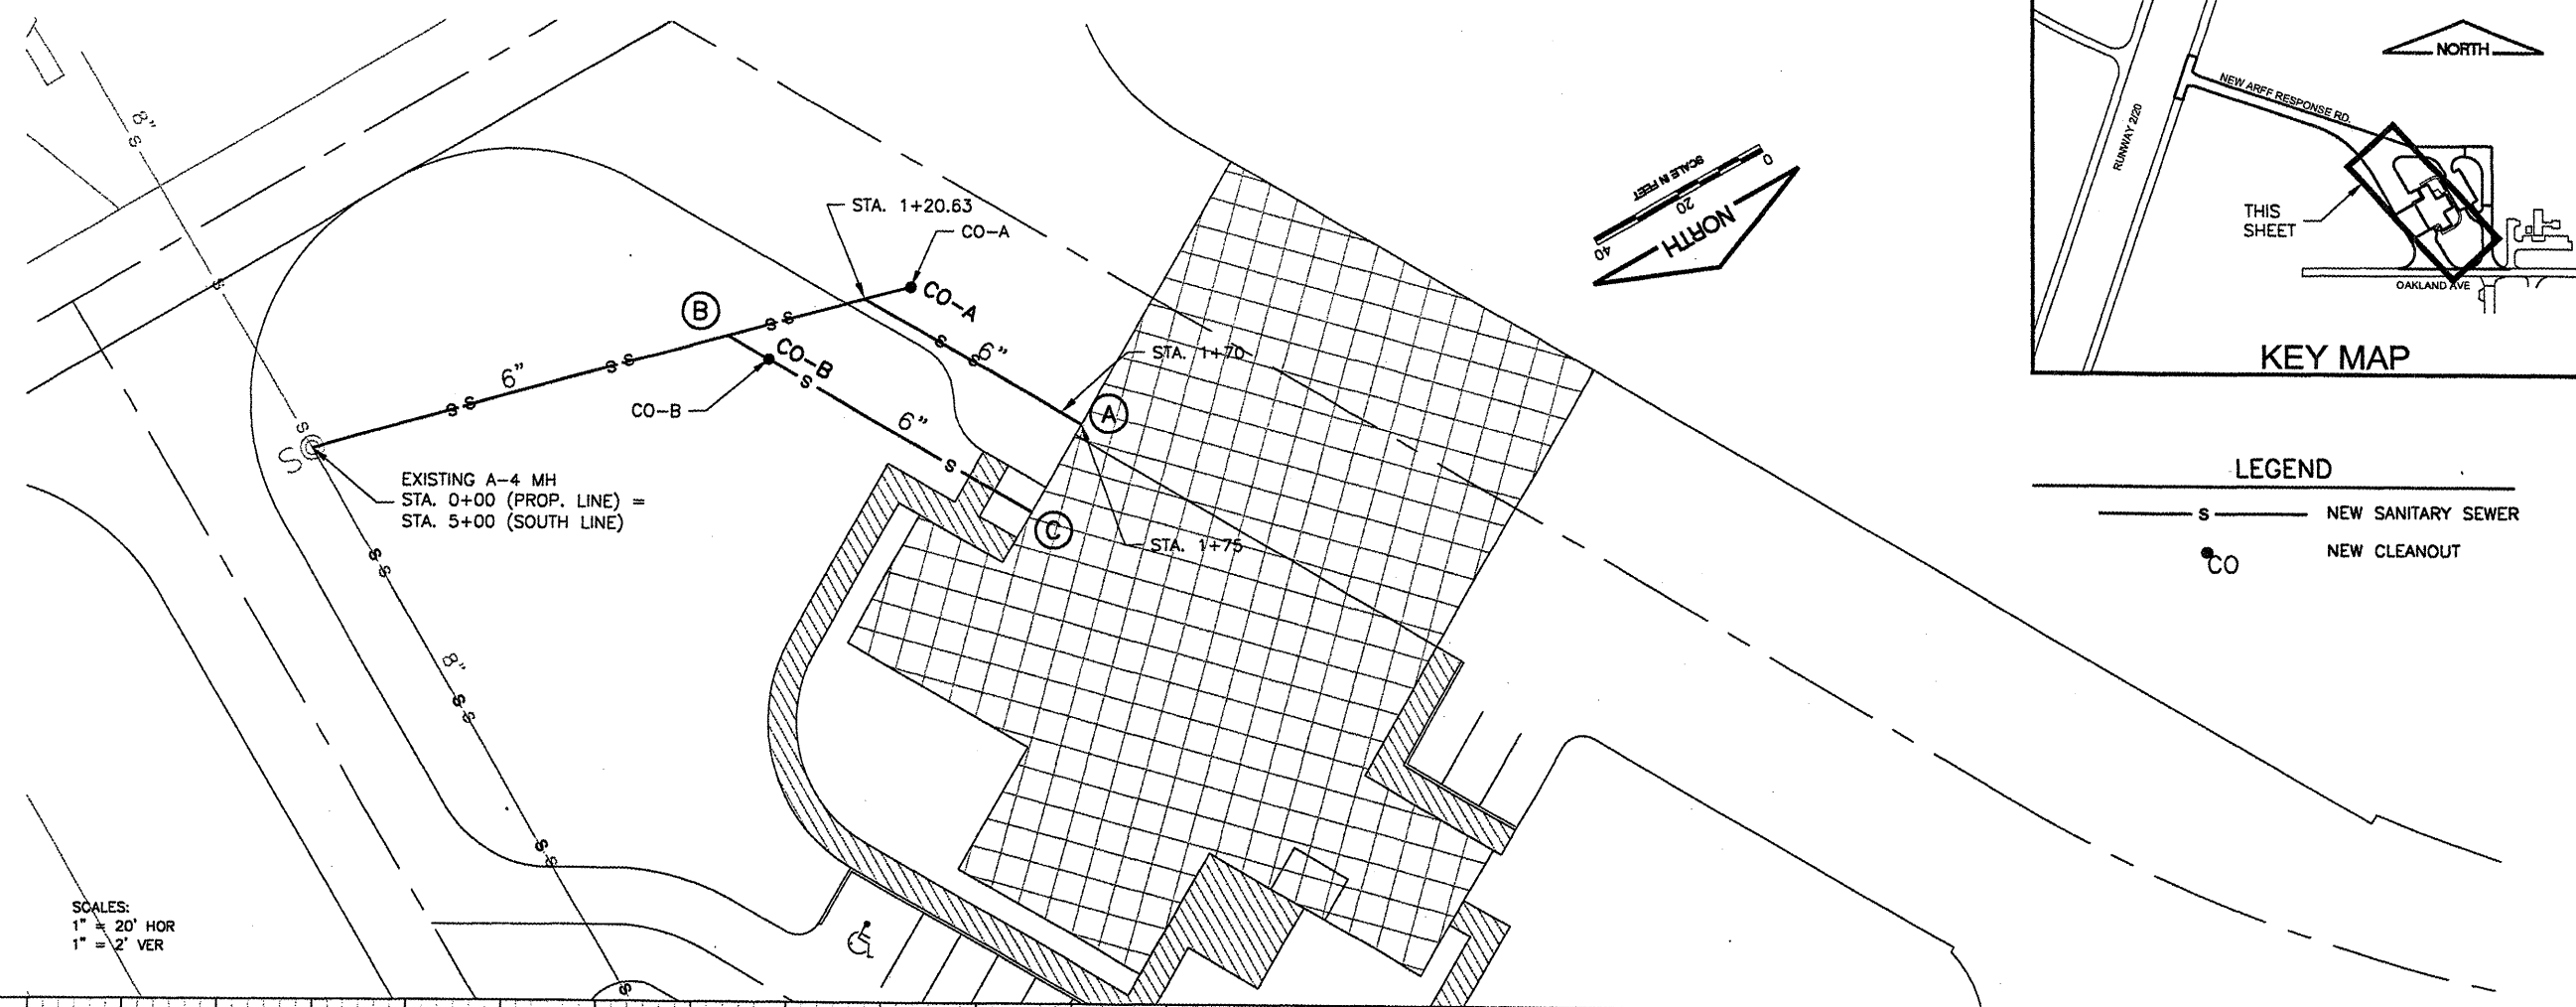 8" S
S
STA. 1+20.63
CO-A
CO-A
B
S S
6"
S S
S S
CO-B
CO-B
S
6"
S
S
S
6"
STA. 1+70
A
C
STA. 1+75
S
S
EXISTING A-4 MH
STA. 0+00 (PROP. LINE) =
STA. 5+00 (SOUTH LINE)
S S
8"
S S
S S
S
SCALES:
1" = 20' HOR
1" = 2' VER
0
SCALE IN FEET
20
40
NORTH
NORTH
NEW ARFF RESPONSE RD.
RUNWAY 2/20
THIS
SHEET
OAKLAND AVE
KEY MAP
LEGEND
S NEW SANITARY SEWER
CO NEW CLEANOUT